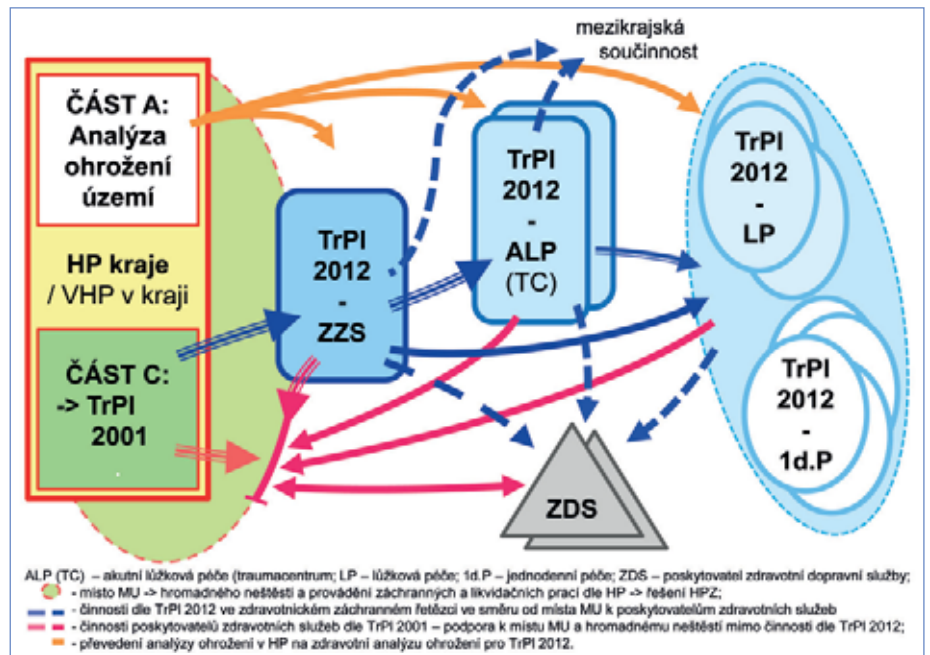 mezikrajská
součinnost
ČÁST A:
Analýza
ohrožení
území
HP kraje
/ VHP v kraji
ČÁST C:
-> TrPl
2001
.
TrPl
2012
-
ZZS
TrPl
2012
-
ALP
(TC)
TrPl
2012
-
LP
TrPl
2012
-
1d.P
ZDS
ALP (TC) – akutní lůžková péče (traumacentrum; LP – lůžková péče; 1d.P – jednodenní péče; ZDS – poskytovatel zdravotní dopravní služby;
- místo MU -> hromadného neštěstí a provádění záchranných a likvidačních prací dle HP -> řešení HPZ;
- činnosti dle TrPl 2012 ve zdravotnickém záchranném řetězci ve směru od místa MU k poskytovatelům zdravotních služeb
- činnosti poskytovatelů zdravotních služeb dle TrPl 2001 – podpora k místu MU a hromadnému neštěstí mimo činnosti dle TrPl 2012;
- převedení analýzy ohrožení v HP na zdravotní analýzu ohrožení pro TrPl 2012.